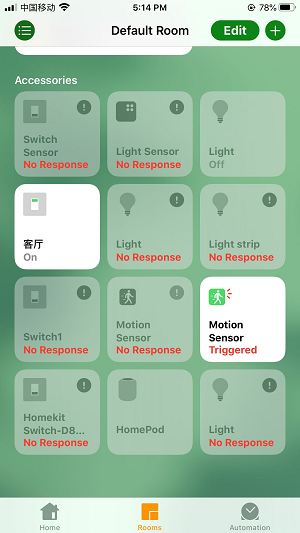 中国移动 5:14 PM 78%
Default Room Edit
Accessories
Switch
Sensor
No Response
Light Sensor
No Response
Light
Off
客厅
On
Light
No Response
Light strip
No Response
Switch1
No Response
Motion
Sensor
No Response
Motion
Sensor
Triggered
Homekit
Switch-D8...
No Response
HomePod
Light
No Response
Home Rooms Automation